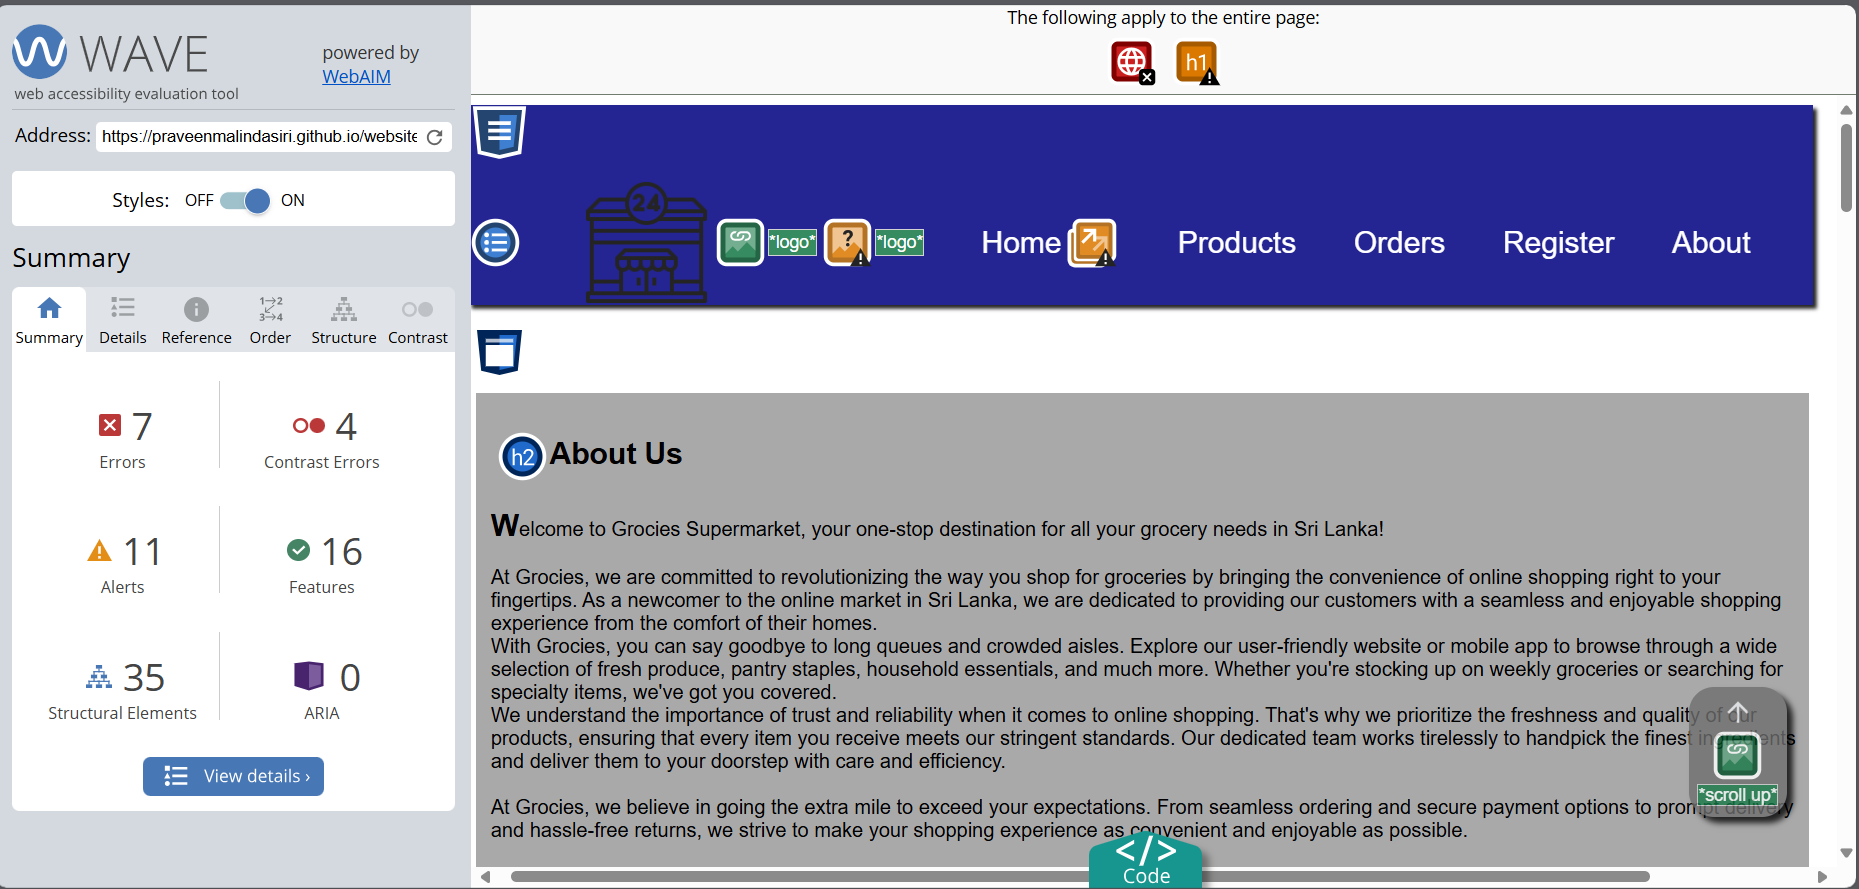 WAVE
web accessibility evaluation tool
powered by
WebAIM
Address: https://praveenmalindasiri.github.io/website
Styles: OFF ON
Summary
Summary Details Reference Order Structure Contrast
7
Errors
4
Contrast Errors
11
Alerts
16
Features
35
Structural Elements
0
ARIA
View details ›
The following apply to the entire page:
h1
24
*logo* *logo*
Home Products Orders Register About
h2 About Us
Welcome to Grocies Supermarket, your one-stop destination for all your grocery needs in Sri Lanka!
At Grocies, we are committed to revolutionizing the way you shop for groceries by bringing the convenience of online shopping right to your
fingertips. As a newcomer to the online market in Sri Lanka, we are dedicated to providing our customers with a seamless and enjoyable shopping
experience from the comfort of their homes.
With Grocies, you can say goodbye to long queues and crowded aisles. Explore our user-friendly website or mobile app to browse through a wide
selection of fresh produce, pantry staples, household essentials, and much more. Whether you're stocking up on weekly groceries or searching for
specialty items, we've got you covered.
We understand the importance of trust and reliability when it comes to online shopping. That's why we prioritize the freshness and quality of our
products, ensuring that every item you receive meets our stringent standards. Our dedicated team works tirelessly to handpick the finest ingredients
and deliver them to your doorstep with care and efficiency.
At Grocies, we believe in going the extra mile to exceed your expectations. From seamless ordering and secure payment options to prompt delivery
and hassle-free returns, we strive to make your shopping experience as convenient and enjoyable as possible.
*scroll up*
</>
Code